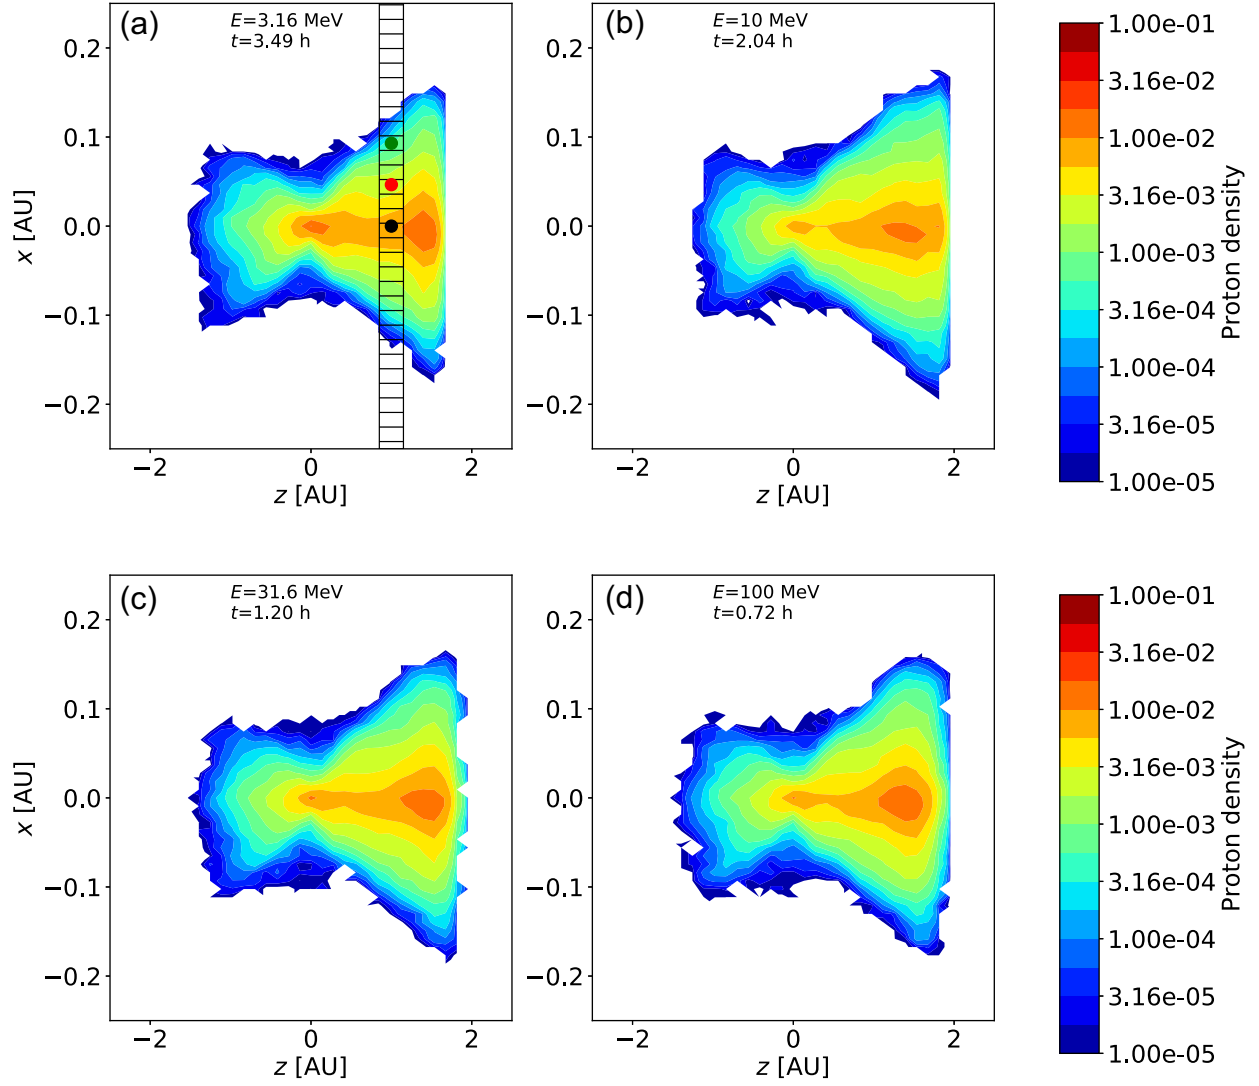 (a)
E=3.16 MeV
t=3.49 h
0.2
0.1
0.0
−0.1
−0.2
x [AU]
−2 0 2
z [AU]
(b)
E=10 MeV
t=2.04 h
0.2
0.1
0.0
−0.1
−0.2
−2 0 2
z [AU]
1.00e-01
3.16e-02
1.00e-02
3.16e-03
1.00e-03
3.16e-04
1.00e-04
3.16e-05
1.00e-05
Proton density
(c)
E=31.6 MeV
t=1.20 h
0.2
0.1
0.0
−0.1
−0.2
x [AU]
−2 0 2
z [AU]
(d)
E=100 MeV
t=0.72 h
0.2
0.1
0.0
−0.1
−0.2
−2 0 2
z [AU]
1.00e-01
3.16e-02
1.00e-02
3.16e-03
1.00e-03
3.16e-04
1.00e-04
3.16e-05
1.00e-05
Proton density